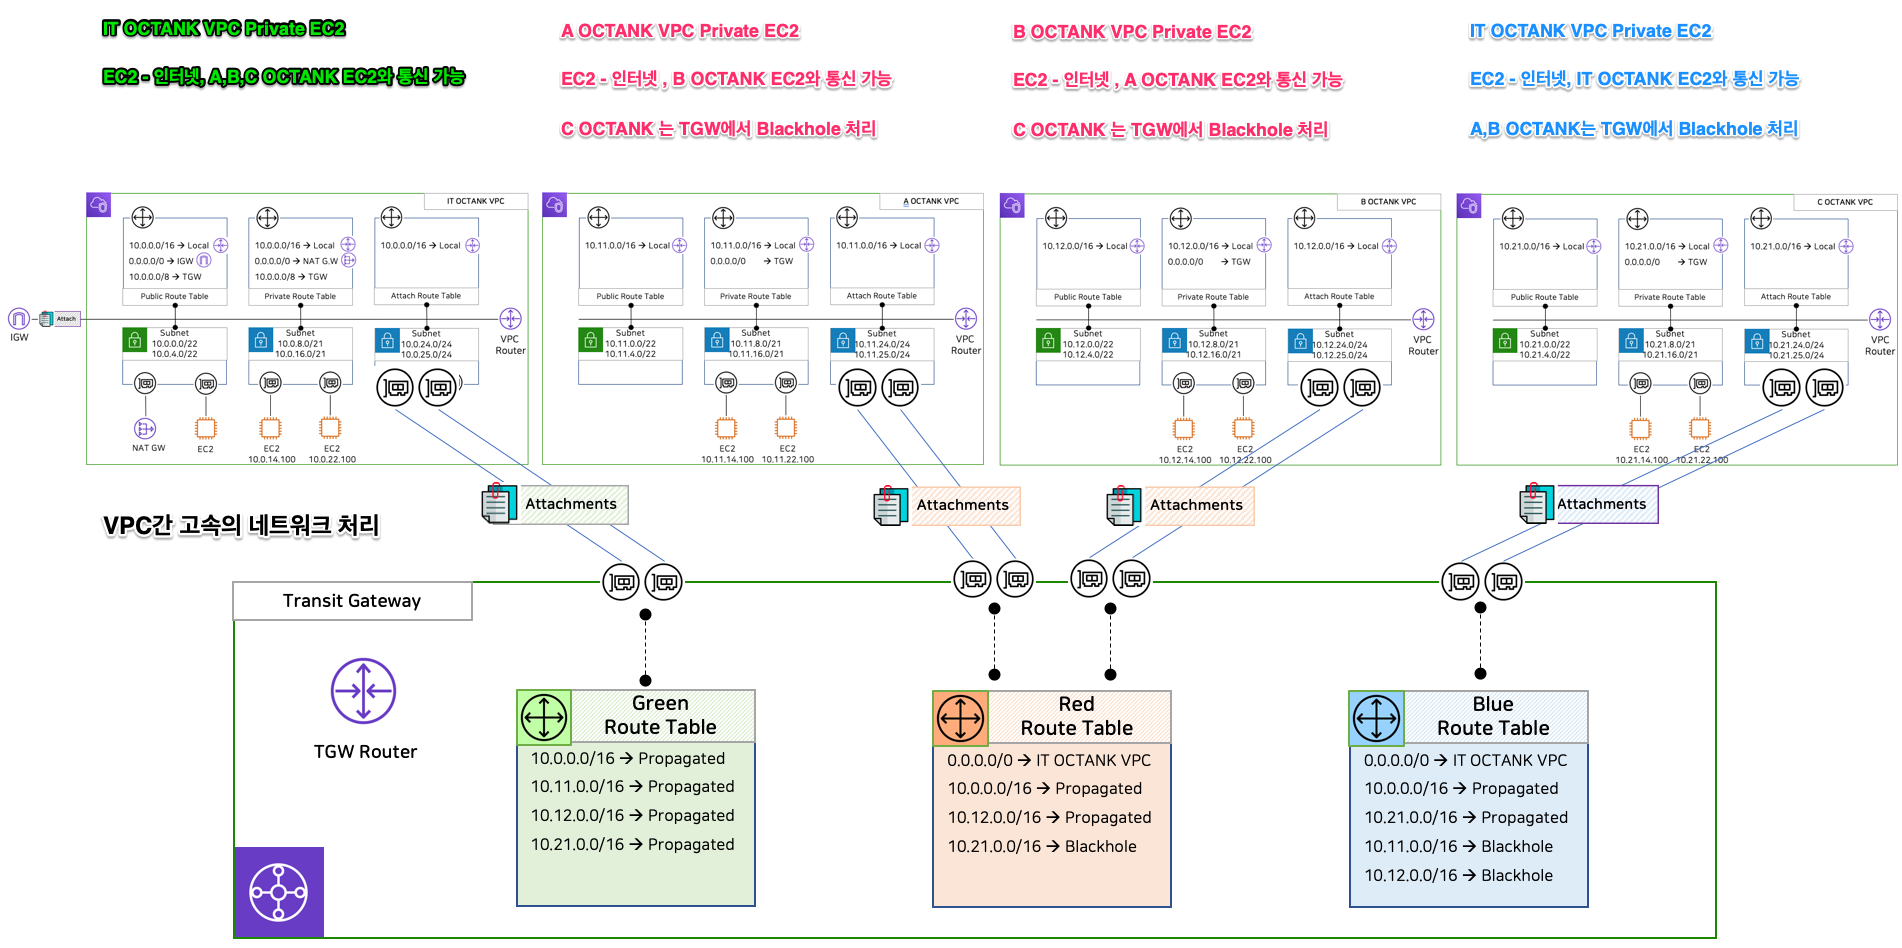 IT OCTANK VPC Private EC2
EC2 - 인터넷, A,B,C OCTANK EC2와 통신 가능
A OCTANK VPC Private EC2
EC2 - 인터넷 , B OCTANK EC2와 통신 가능
C OCTANK 는 TGW에서 Blackhole 처리
B OCTANK VPC Private EC2
EC2 - 인터넷 , A OCTANK EC2와 통신 가능
C OCTANK 는 TGW에서 Blackhole 처리
IT OCTANK VPC Private EC2
EC2 - 인터넷, IT OCTANK EC2와 통신 가능
A,B OCTANK는 TGW에서 Blackhole 처리
IT OCTANK VPC
10.0.0.0/16 → Local
0.0.0.0/0 → IGW
10.0.0.0/8 → TGW
Public Route Table
10.0.0.0/16 → Local
0.0.0.0/0 → NAT G.W
10.0.0.0/8 → TGW
Private Route Table
10.0.0.0/16 → Local
Attach Route Table
IGW
Attach
VPC
Router
Subnet
10.0.0.0/22
10.0.4.0/22
Subnet
10.0.8.0/21
10.0.16.0/21
Subnet
10.0.24.0/24
10.0.25.0/24
NAT GW
EC2
EC2
10.0.14.100
EC2
10.0.22.100
A OCTANK VPC
10.11.0.0/16 → Local
Public Route Table
10.11.0.0/16 → Local
0.0.0.0/0 → TGW
Private Route Table
10.11.0.0/16 → Local
Attach Route Table
VPC
Router
Subnet
10.11.0.0/22
10.11.4.0/22
Subnet
10.11.8.0/21
10.11.16.0/21
Subnet
10.11.24.0/24
10.11.25.0/24
EC2
10.11.14.100
EC2
10.11.22.100
B OCTANK VPC
10.12.0.0/16 → Local
Public Route Table
10.12.0.0/16 → Local
0.0.0.0/0 → TGW
Private Route Table
10.12.0.0/16 → Local
Attach Route Table
VPC
Router
Subnet
10.12.0.0/22
10.12.4.0/22
Subnet
10.12.8.0/21
10.12.16.0/21
Subnet
10.12.24.0/24
10.12.25.0/24
EC2
10.12.14.100
EC2
10.12.22.100
C OCTANK VPC
10.21.0.0/16 → Local
Public Route Table
10.21.0.0/16 → Local
0.0.0.0/0 → TGW
Private Route Table
10.21.0.0/16 → Local
Attach Route Table
VPC
Router
Subnet
10.21.0.0/22
10.21.4.0/22
Subnet
10.21.8.0/21
10.21.16.0/21
Subnet
10.21.24.0/24
10.21.25.0/24
EC2
10.21.14.100
EC2
10.21.22.100
Attachments
Attachments
Attachments
Attachments
VPC간 고속의 네트워크 처리
Transit Gateway
TGW Router
Green
Route Table
10.0.0.0/16 → Propagated
10.11.0.0/16 → Propagated
10.12.0.0/16 → Propagated
10.21.0.0/16 → Propagated
Red
Route Table
0.0.0.0/0 → IT OCTANK VPC
10.0.0.0/16 → Propagated
10.12.0.0/16 → Propagated
10.21.0.0/16 → Blackhole
Blue
Route Table
0.0.0.0/0 → IT OCTANK VPC
10.0.0.0/16 → Propagated
10.21.0.0/16 → Propagated
10.11.0.0/16 → Blackhole
10.12.0.0/16 → Blackhole